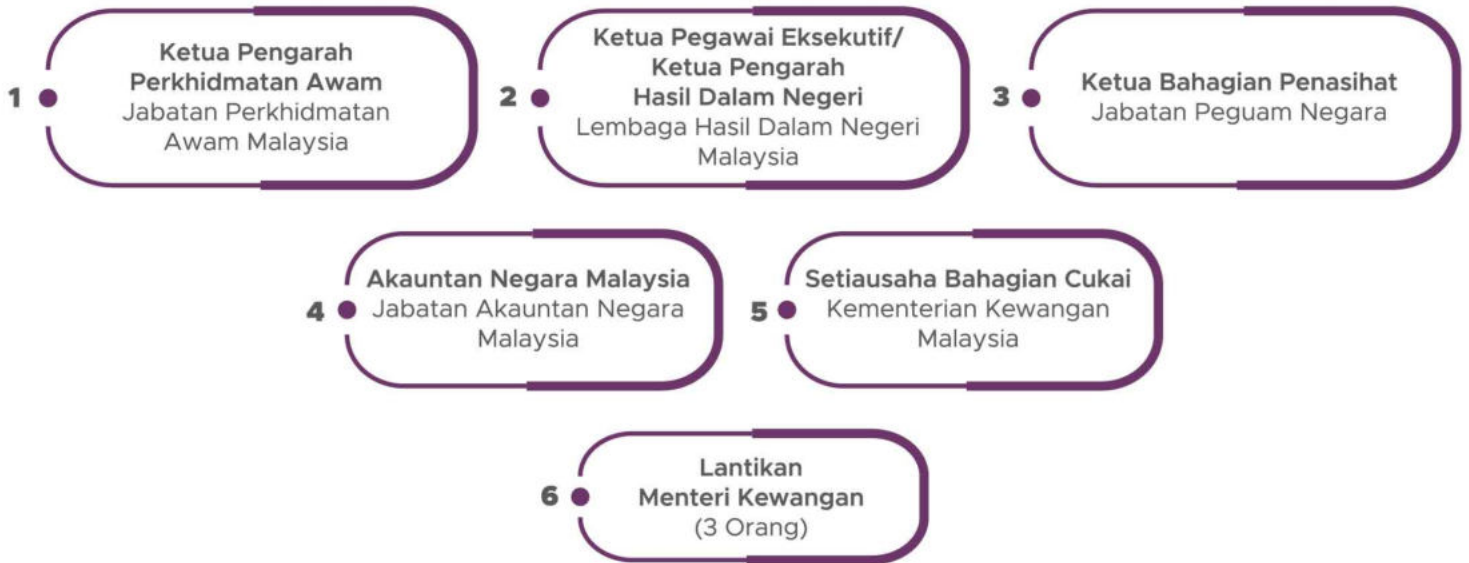 1
Ketua Pengarah
Perkhidmatan Awam
Jabatan Perkhidmatan
Awam Malaysia
2
Ketua Pegawai Eksekutif/
Ketua Pengarah
Hasil Dalam Negeri
Lembaga Hasil Dalam Negeri
Malaysia
3
Ketua Bahagian Penasihat
Jabatan Peguam Negara
4
Akauntan Negara Malaysia
Jabatan Akauntan Negara
Malaysia
5
Setiausaha Bahagian Cukai
Kementerian Kewangan
Malaysia
6
Lantikan
Menteri Kewangan
(3 Orang)